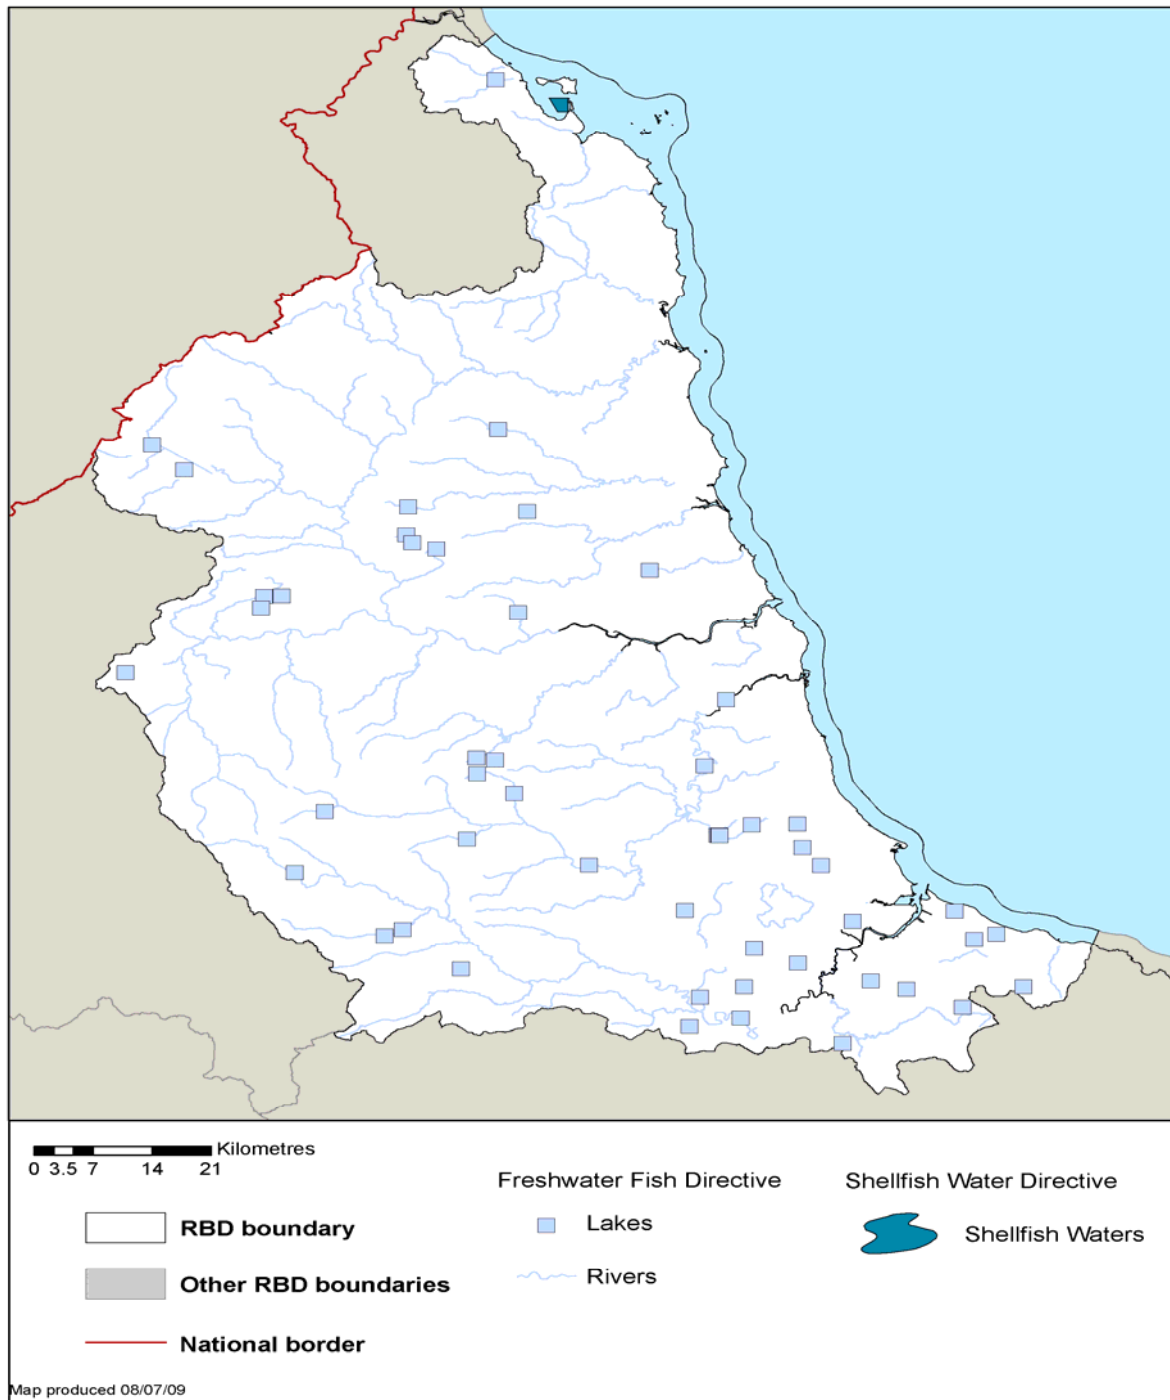 Kilometres
0 3.5 7 14 21
Freshwater Fish Directive
Shellfish Water Directive
RBD boundary
Lakes
Shellfish Waters
Other RBD boundaries
Rivers
National border
Map produced 08/07/09